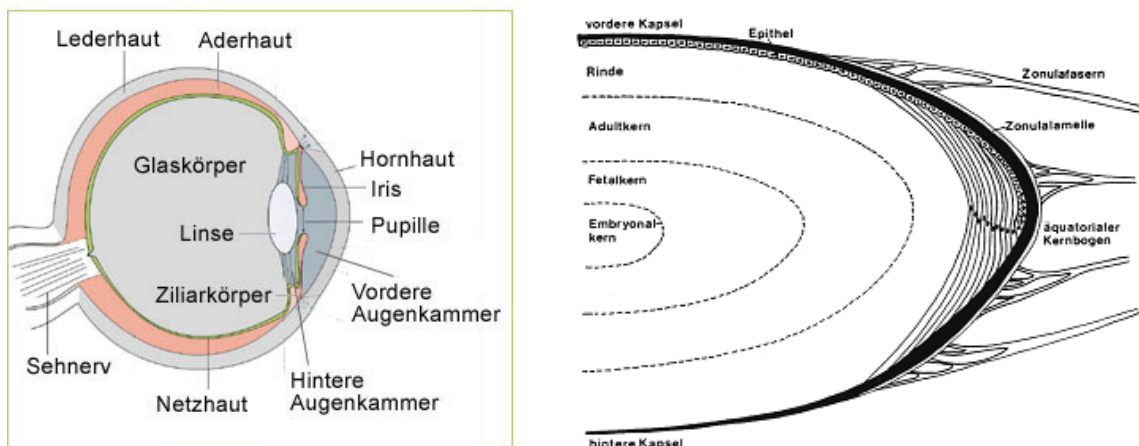 Lederhaut
Aderhaut
Glaskörper
Hornhaut
Iris
Pupille
Linse
Ziliarkörper
Vordere
Augenkammer
Sehnerv
Hintere
Augenkammer
Netzhaut
vordere Kapsel
Epithel
Rinde
Zonulafasern
Adultkern
Zonulalamelle
Fetalkern
Embryonal-
kern
äquatorialer
Kernbogen
hintere Kapsel